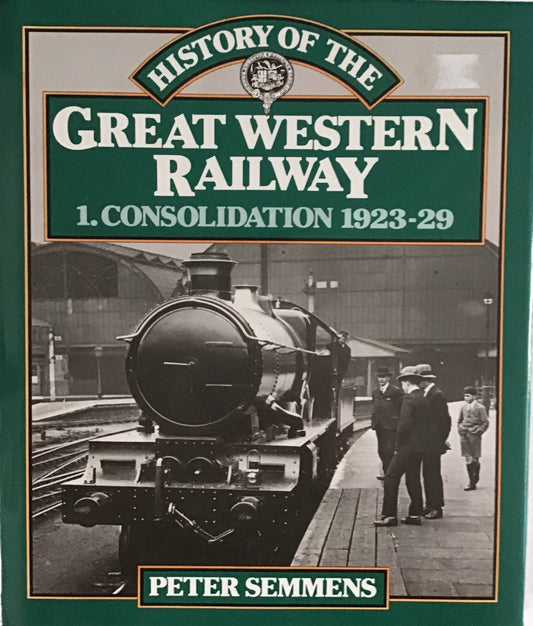 HISTORY OF THE
GREAT WESTERN
RAILWAY
1. CONSOLIDATION 1923-29
PETER SEMMENS